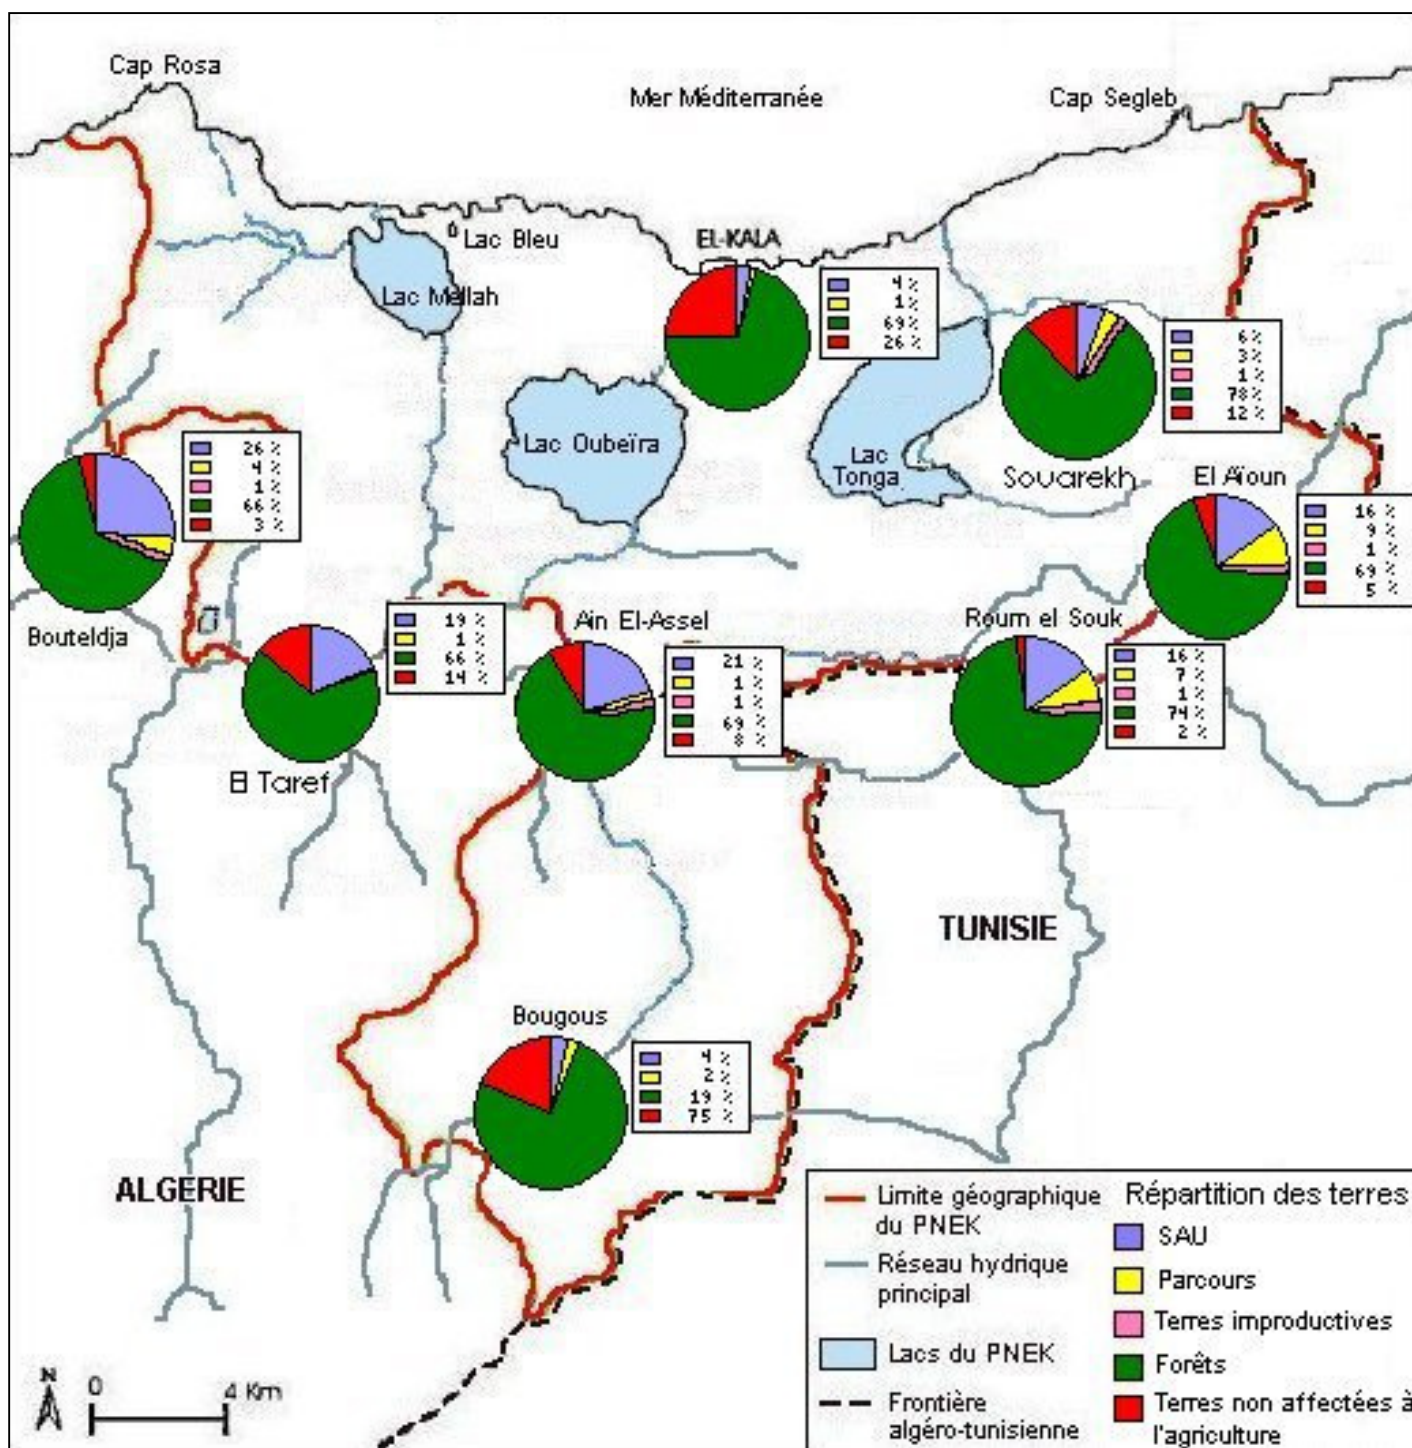 Cap Rosa
Mer Méditerranée
Cap Segleb
Lac Bleu
EL-KALA
Lac Mellah
4 %
1 %
69 %
26 %
6 %
3 %
1 %
78 %
12 %
Lac Oubeïra
Lac
Tonga
Souarekh
El Aïoun
26 %
4 %
1 %
66 %
3 %
16 %
9 %
1 %
69 %
5 %
Bouteldja
19 %
1 %
66 %
14 %
Ain El-Assel
21 %
1 %
1 %
69 %
8 %
Roum el Souk
16 %
7 %
1 %
74 %
2 %
El Taref
TUNISIE
Bougous
4 %
2 %
19 %
75 %
ALGERIE
Limite géographique
du PNEK
Réseau hydrique
principal
Lacs du PNEK
Frontière
algéro-tunisienne
Répartition des terres
SAU
Parcours
Terres improductives
Forêts
Terres non affectées à
l'agriculture
N
0
4 Km